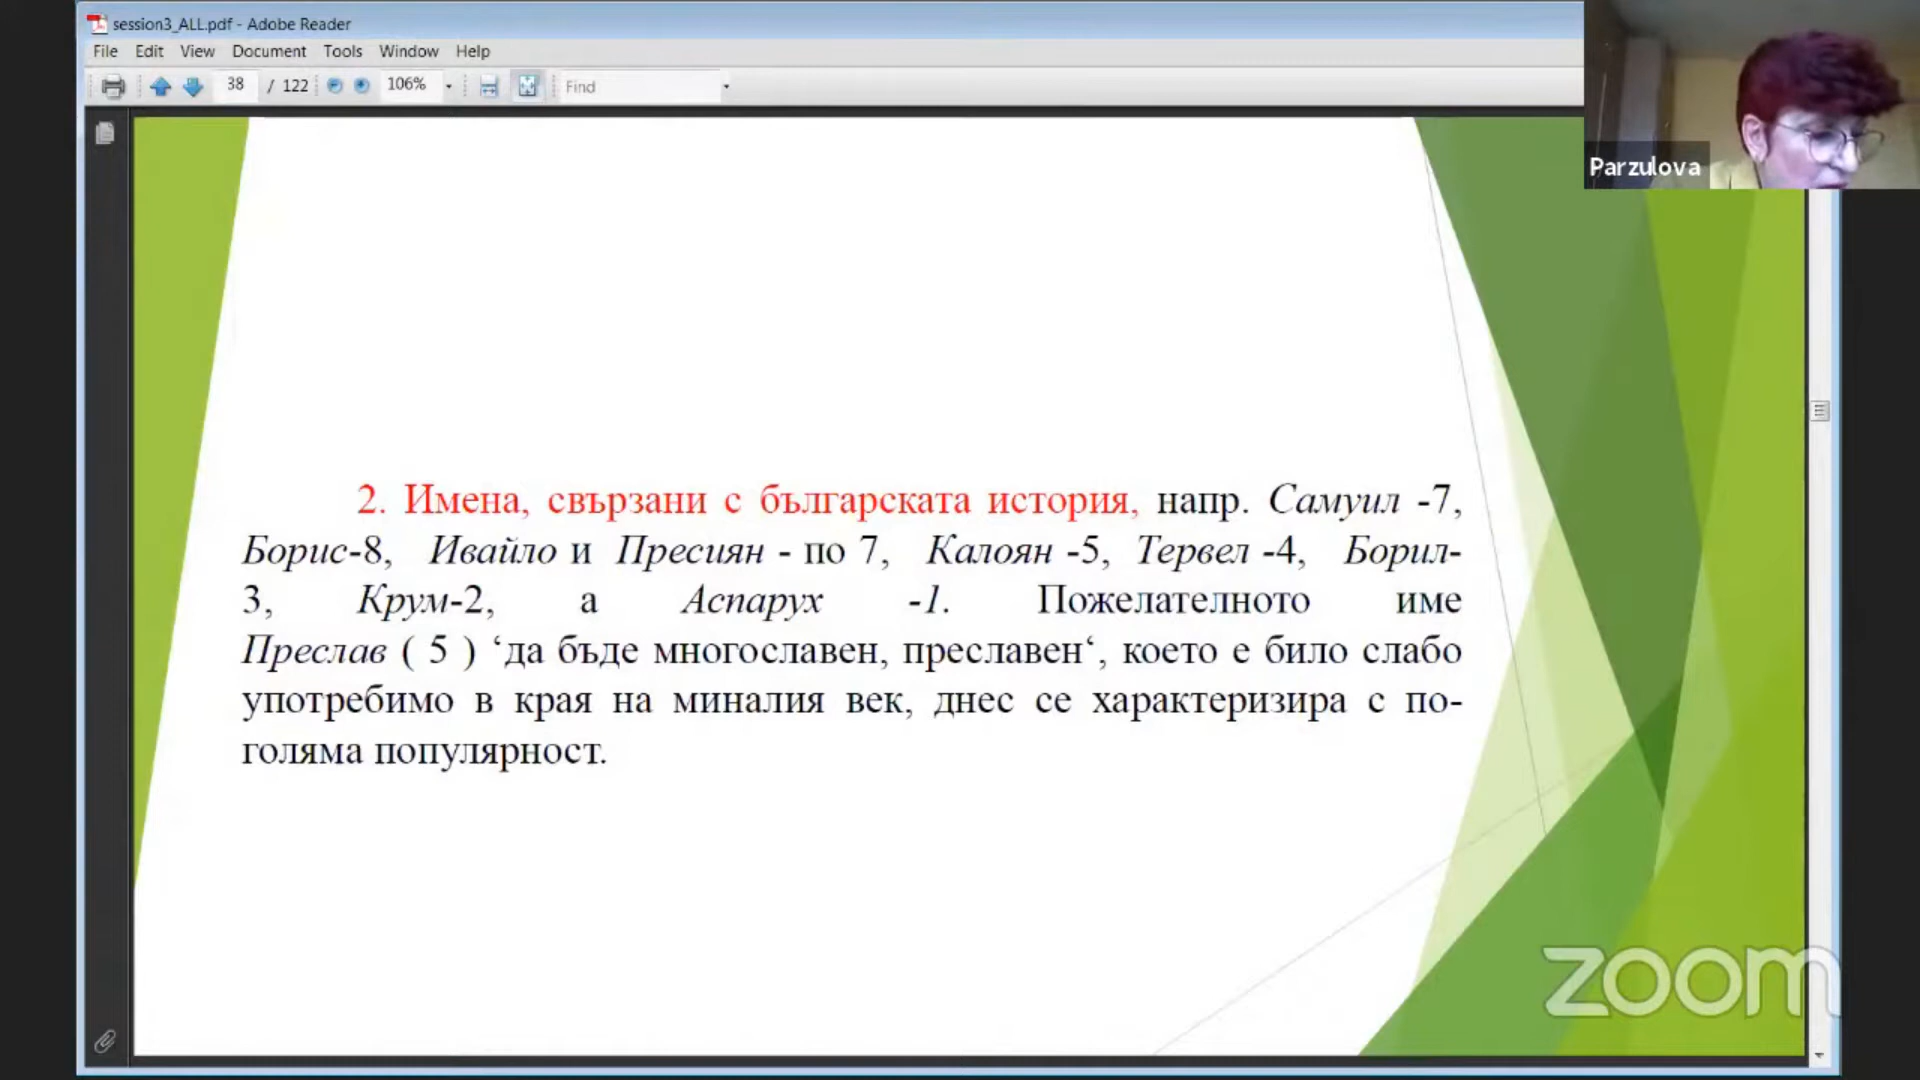 session3_ALL.pdf - Adobe Reader
File Edit View Document Tools Window Help
38 / 122 106% Find
Parzulova
2. Имена, свързани с българската история, напр. Самуил -7,
Борис-8, Ивайло и Пресиян - по 7, Калоян -5, Тервел -4, Борил-
3, Крум-2, а Аспарух -1. Пожелателното име
Преслав ( 5 ) ‘да бъде многославен, преславен‘, което е било слабо
употребимо в края на миналия век, днес се характеризира с по-
голяма популярност.
zoom